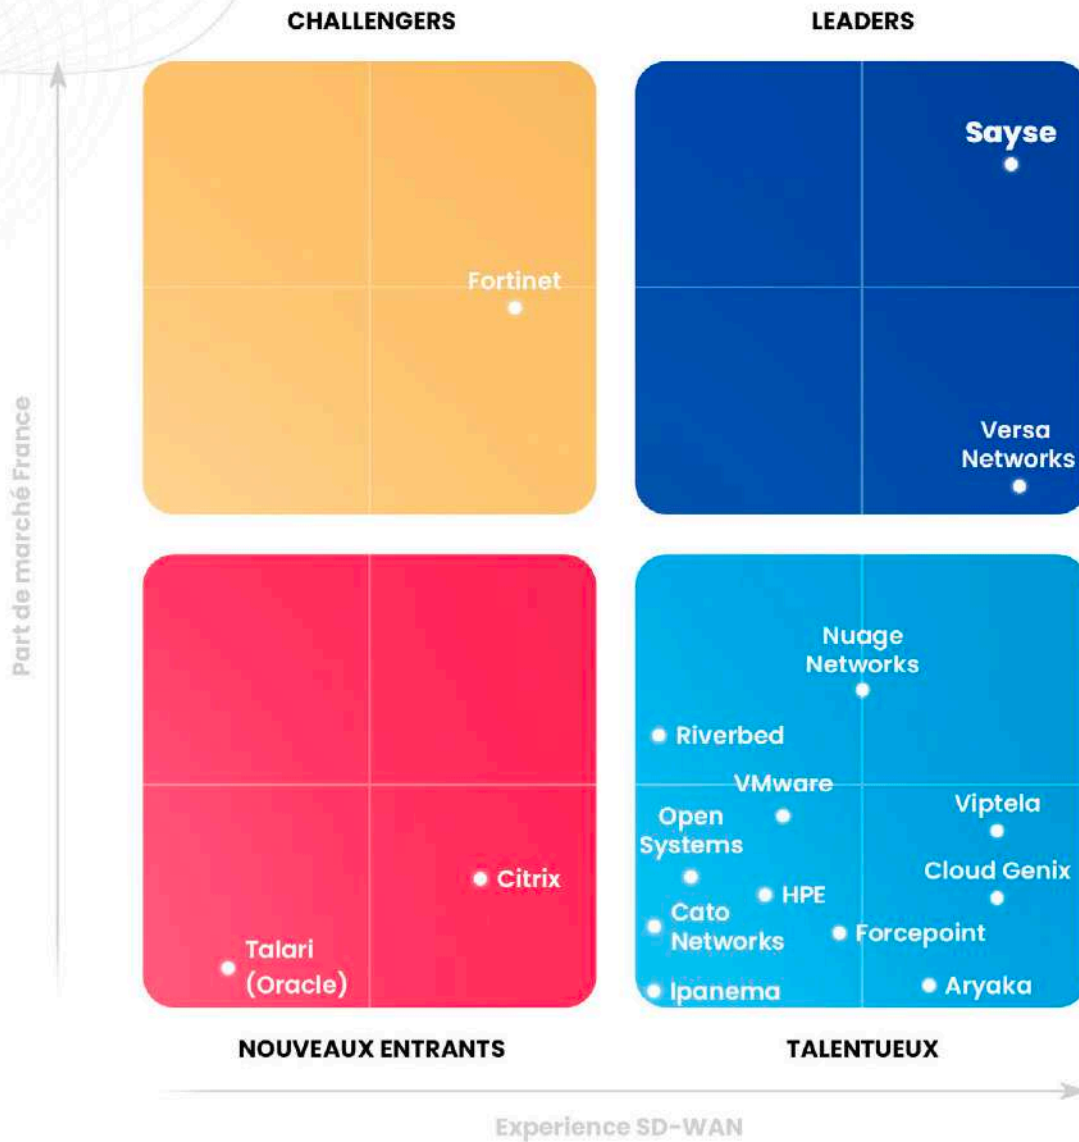 CHALLENGERS
LEADERS
Sayse
Fortinet
Versa
Networks
Part de marché France
Nuage
Networks
Riverbed
VMware
Viptela
Open
Systems
Cloud Genix
Citrix
HPE
Cato
Networks
Forcepoint
Talari
(Oracle)
Ipanema
Aryaka
NOUVEAUX ENTRANTS
TALENTUEUX
Experience SD-WAN